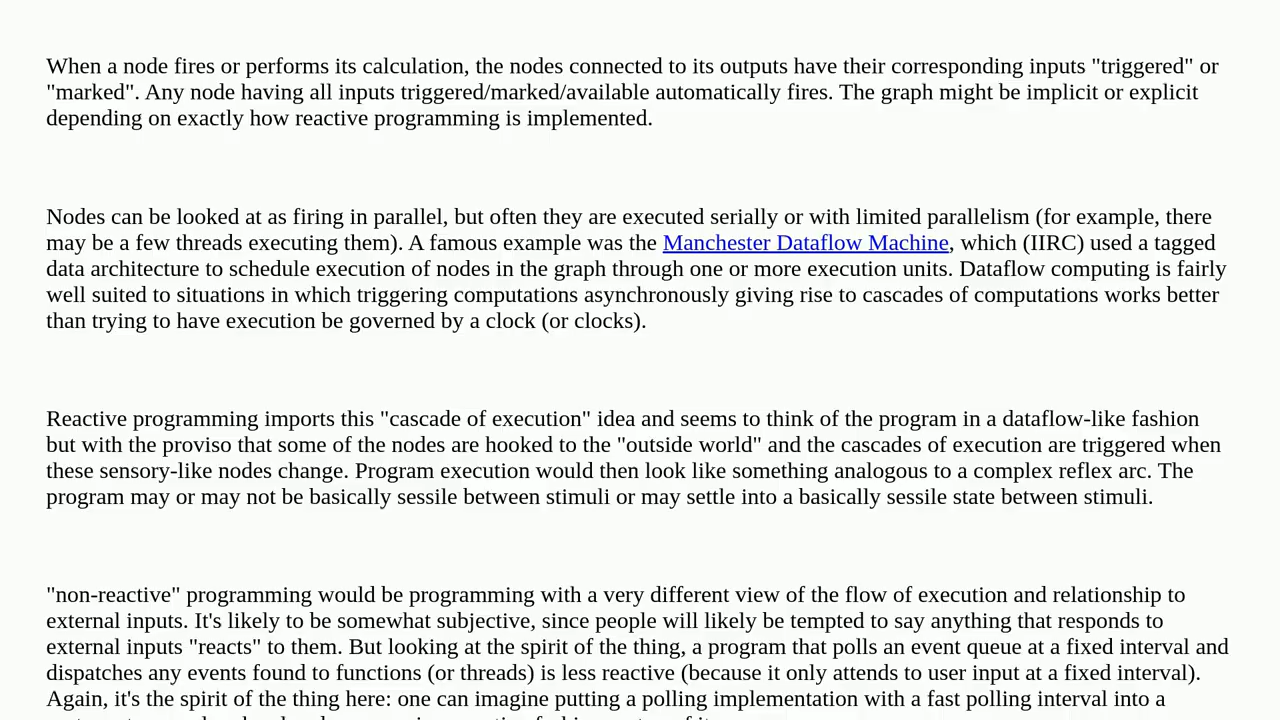 When a node fires or performs its calculation, the nodes connected to its outputs have their corresponding inputs "triggered" or
"marked". Any node having all inputs triggered/marked/available automatically fires. The graph might be implicit or explicit
depending on exactly how reactive programming is implemented.
Nodes can be looked at as firing in parallel, but often they are executed serially or with limited parallelism (for example, there
may be a few threads executing them). A famous example was the Manchester Dataflow Machine, which (IIRC) used a tagged
data architecture to schedule execution of nodes in the graph through one or more execution units. Dataflow computing is fairly
well suited to situations in which triggering computations asynchronously giving rise to cascades of computations works better
than trying to have execution be governed by a clock (or clocks).
Reactive programming imports this "cascade of execution" idea and seems to think of the program in a dataflow-like fashion
but with the proviso that some of the nodes are hooked to the "outside world" and the cascades of execution are triggered when
these sensory-like nodes change. Program execution would then look like something analogous to a complex reflex arc. The
program may or may not be basically sessile between stimuli or may settle into a basically sessile state between stimuli.
"non-reactive" programming would be programming with a very different view of the flow of execution and relationship to
external inputs. It's likely to be somewhat subjective, since people will likely be tempted to say anything that responds to
external inputs "reacts" to them. But looking at the spirit of the thing, a program that polls an event queue at a fixed interval and
dispatches any events found to functions (or threads) is less reactive (because it only attends to user input at a fixed interval).
Again, it's the spirit of the thing here: one can imagine putting a polling implementation with a fast polling interval into a